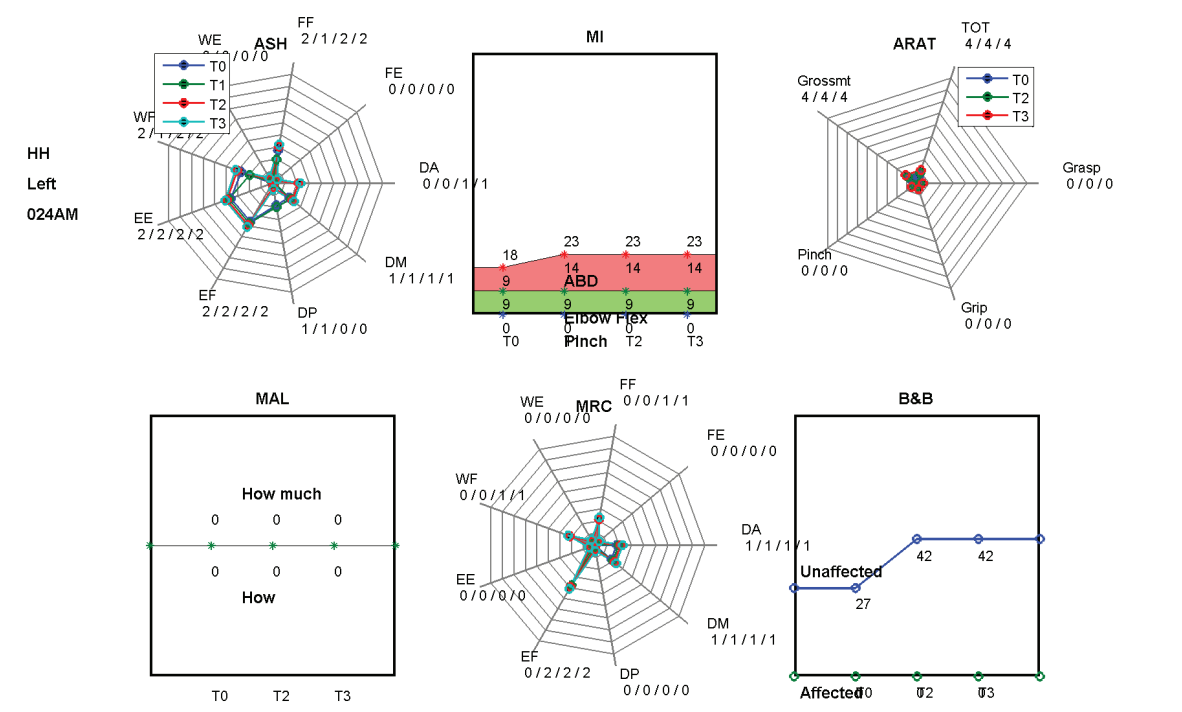 HH
Left
024AM
ASH
FF
2 / 1 / 2 / 2
WE
FE
0 / 0 / 0 / 0
WF
DA
0 / 0 / 1 / 1
EE
2 / 2 / 2 / 2
DM
1 / 1 / 1 / 1
EF
2 / 2 / 2 / 2
DP
1 / 1 / 0 / 0
T0
T1
T2
T3
MI
18
23
23
23
9
14
14
14
ABD
9
9
9
9
Elbow Flex
0
0
0
0
T0
T2
T3
Pinch
ARAT
TOT
4 / 4 / 4
Grossmt
4 / 4 / 4
T0
T2
T3
Grasp
0 / 0 / 0
Pinch
0 / 0 / 0
Grip
0 / 0 / 0
MAL
How much
0
0
0
0
0
0
How
T0
T2
T3
MRC
FF
0 / 0 / 1 / 1
WE
0 / 0 / 0 / 0
FE
0 / 0 / 0 / 0
WF
0 / 0 / 1 / 1
DA
1 / 1 / 1 / 1
EE
0 / 0 / 0 / 0
DM
1 / 1 / 1 / 1
EF
0 / 2 / 2 / 2
DP
0 / 0 / 0 / 0
B&B
Unaffected
27
42
42
Affected
T0
T2
T3